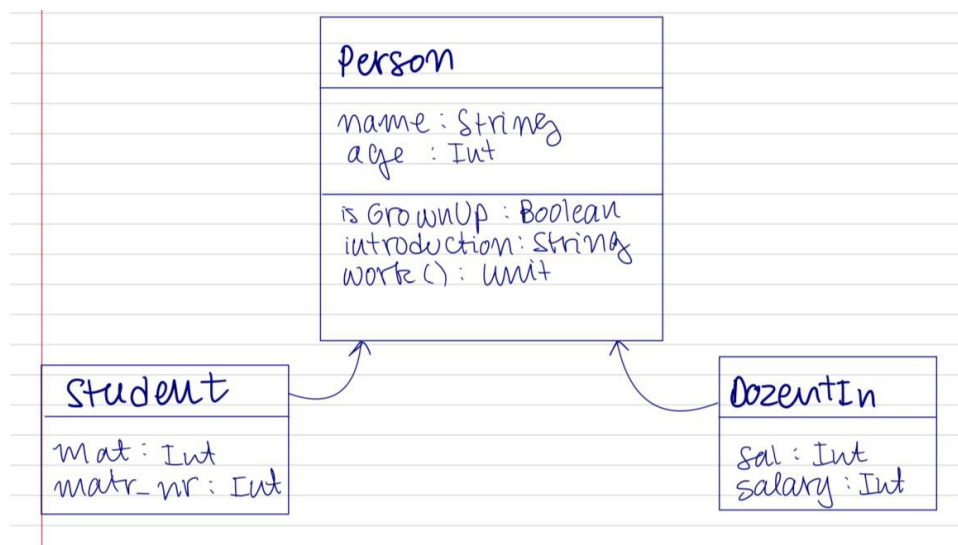 Person
name : String
age : Int
isGrownUp : Boolean
introduction : String
work() : Unit
Student
mat : Int
matr_nr : Int
DozentIn
sal : Int
salary : Int